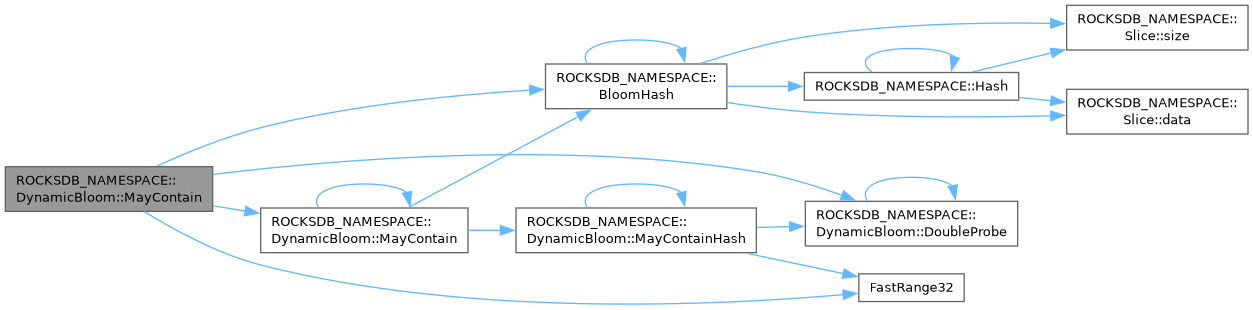 ROCKSDB_NAMESPACE::
DynamicBloom::MayContain
ROCKSDB_NAMESPACE::
BloomHash
ROCKSDB_NAMESPACE::Hash
ROCKSDB_NAMESPACE::
Slice::size
ROCKSDB_NAMESPACE::
Slice::data
ROCKSDB_NAMESPACE::
DynamicBloom::MayContain
ROCKSDB_NAMESPACE::
DynamicBloom::MayContainHash
ROCKSDB_NAMESPACE::
DynamicBloom::DoubleProbe
FastRange32